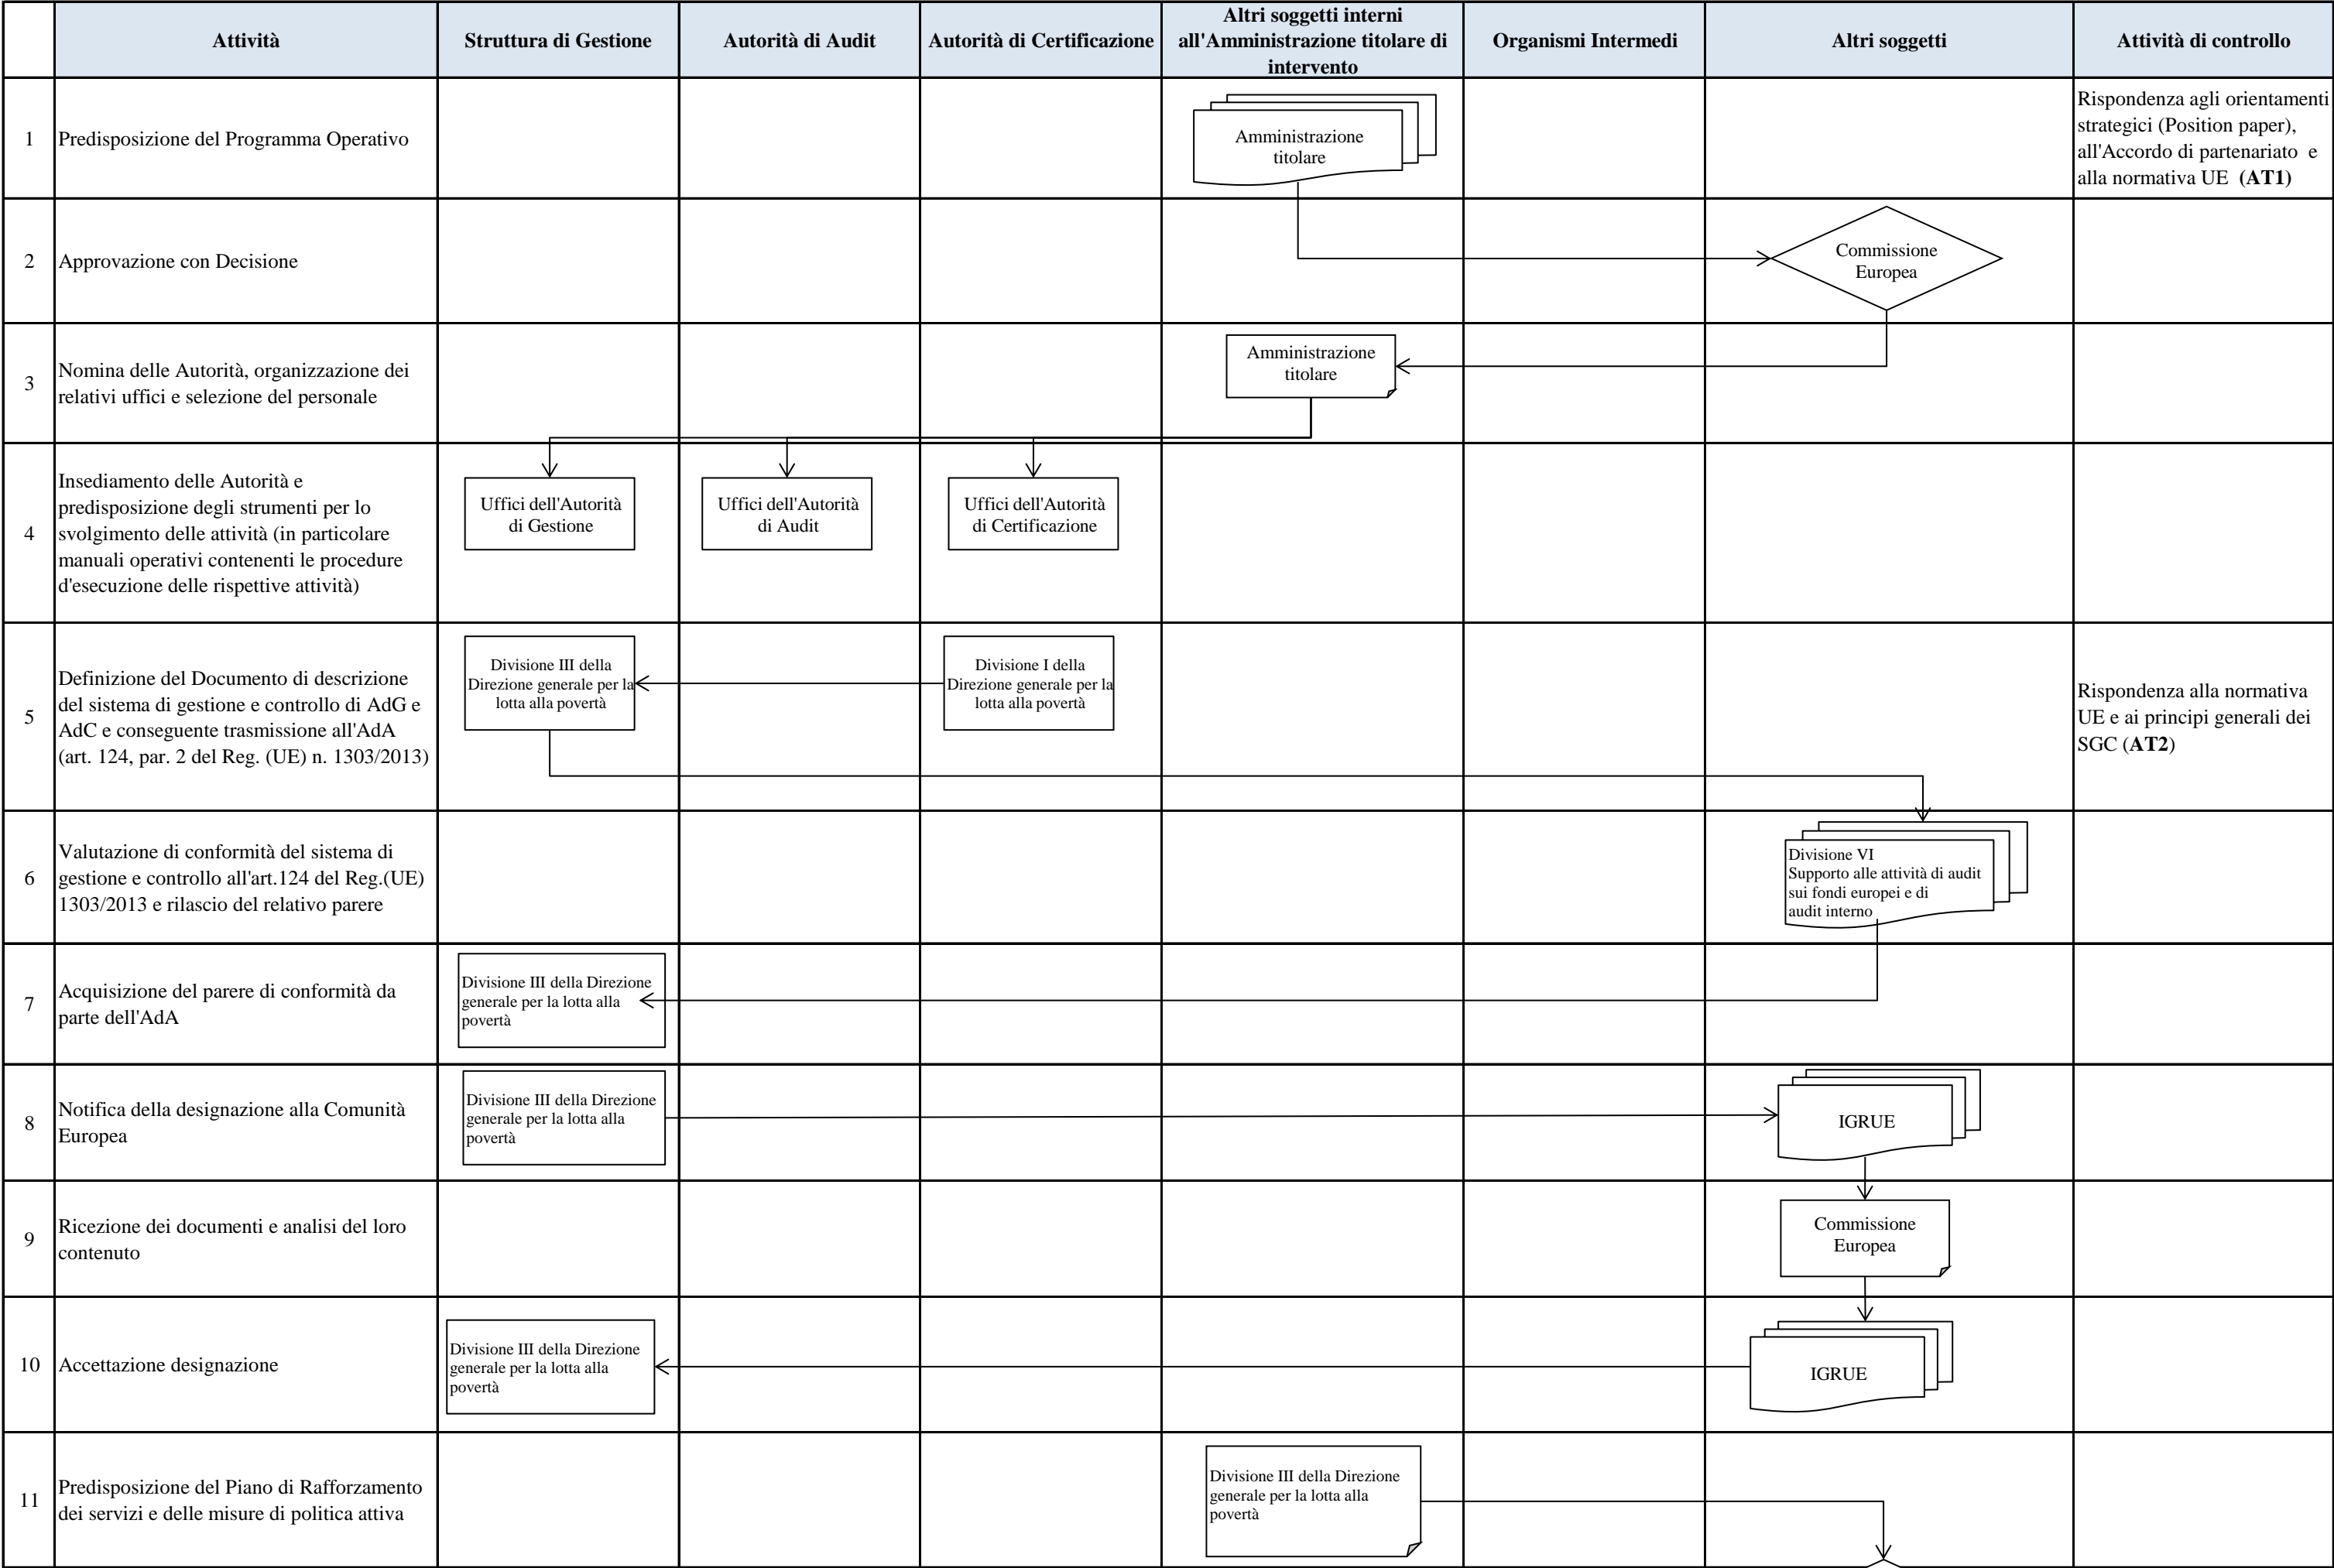 Attività
Struttura di Gestione
Autorità di Audit
Autorità di Certificazione
Altri soggetti interni
all'Amministrazione titolare di
intervento
Organismi Intermedi
Altri soggetti
Attività di controllo
1
Predisposizione del Programma Operativo
Amministrazione
titolare
Rispondenza agli orientamenti
strategici (Position paper),
all'Accordo di partenariato e
alla normativa UE (AT1)
2
Approvazione con Decisione
Commissione
Europea
3
Nomina delle Autorità, organizzazione dei
relativi uffici e selezione del personale
Amministrazione
titolare
4
Insediamento delle Autorità e
predisposizione degli strumenti per lo
svolgimento delle attività (in particolare
manuali operativi contenenti le procedure
d'esecuzione delle rispettive attività)
Uffici dell'Autorità
di Gestione
Uffici dell'Autorità
di Audit
Uffici dell'Autorità
di Certificazione
5
Definizione del Documento di descrizione
del sistema di gestione e controllo di AdG e
AdC e conseguente trasmissione all'AdA
(art. 124, par. 2 del Reg. (UE) n. 1303/2013)
Divisione III della
Direzione generale per la
lotta alla povertà
Divisione I della
Direzione generale per la
lotta alla povertà
Rispondenza alla normativa
UE e ai principi generali dei
SGC (AT2)
6
Valutazione di conformità del sistema di
gestione e controllo all'art.124 del Reg.(UE)
1303/2013 e rilascio del relativo parere
Divisione VI
Supporto alle attività di audit
sui fondi europei e di
audit interno
7
Acquisizione del parere di conformità da
parte dell'AdA
Divisione III della Direzione
generale per la lotta alla
povertà
8
Notifica della designazione alla Comunità
Europea
Divisione III della Direzione
generale per la lotta alla
povertà
IGRUE
9
Ricezione dei documenti e analisi del loro
contenuto
Commissione
Europea
10
Accettazione designazione
Divisione III della Direzione
generale per la lotta alla
povertà
IGRUE
11
Predisposizione del Piano di Rafforzamento
dei servizi e delle misure di politica attiva
Divisione III della Direzione
generale per la lotta alla
povertà